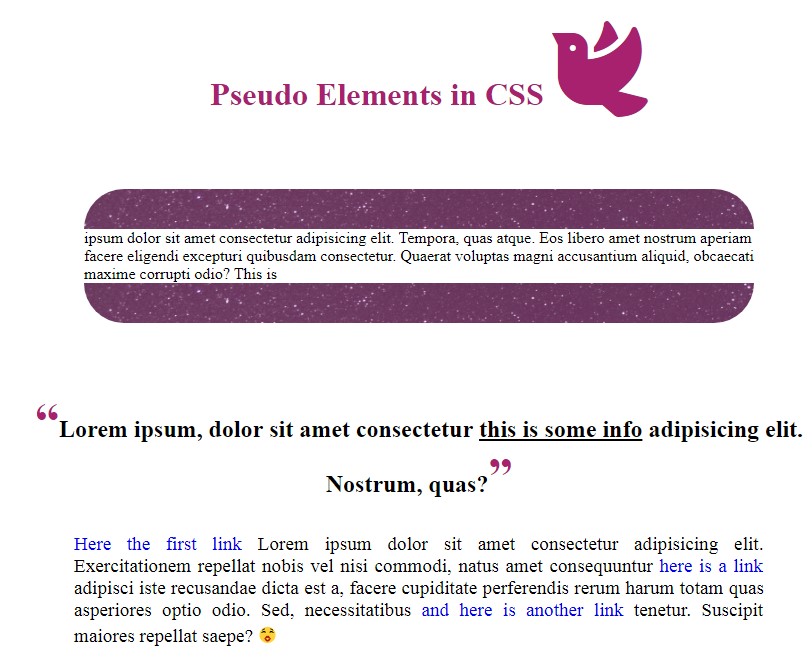 Pseudo Elements in CSS
ipsum dolor sit amet consectetur adipisicing elit. Tempora, quas atque. Eos libero amet nostrum aperiam
facere eligendi excepturi quibusdam consectetur. Quaerat voluptas magni accusantium aliquid, obcaecati
maxime corrupti odio? This is
“Lorem ipsum, dolor sit amet consectetur this is some info adipisicing elit.
Nostrum, quas?”
Here the first link Lorem ipsum dolor sit amet consectetur adipisicing elit.
Exercitationem repellat nobis vel nisi commodi, natus amet consequuntur here is a link
adipisci iste recusandae dicta est a, facere cupiditate perferendis rerum harum totam quas
asperiores optio odio. Sed, necessitatibus and here is another link tenetur. Suscipit
maiores repellat saepe? 😲